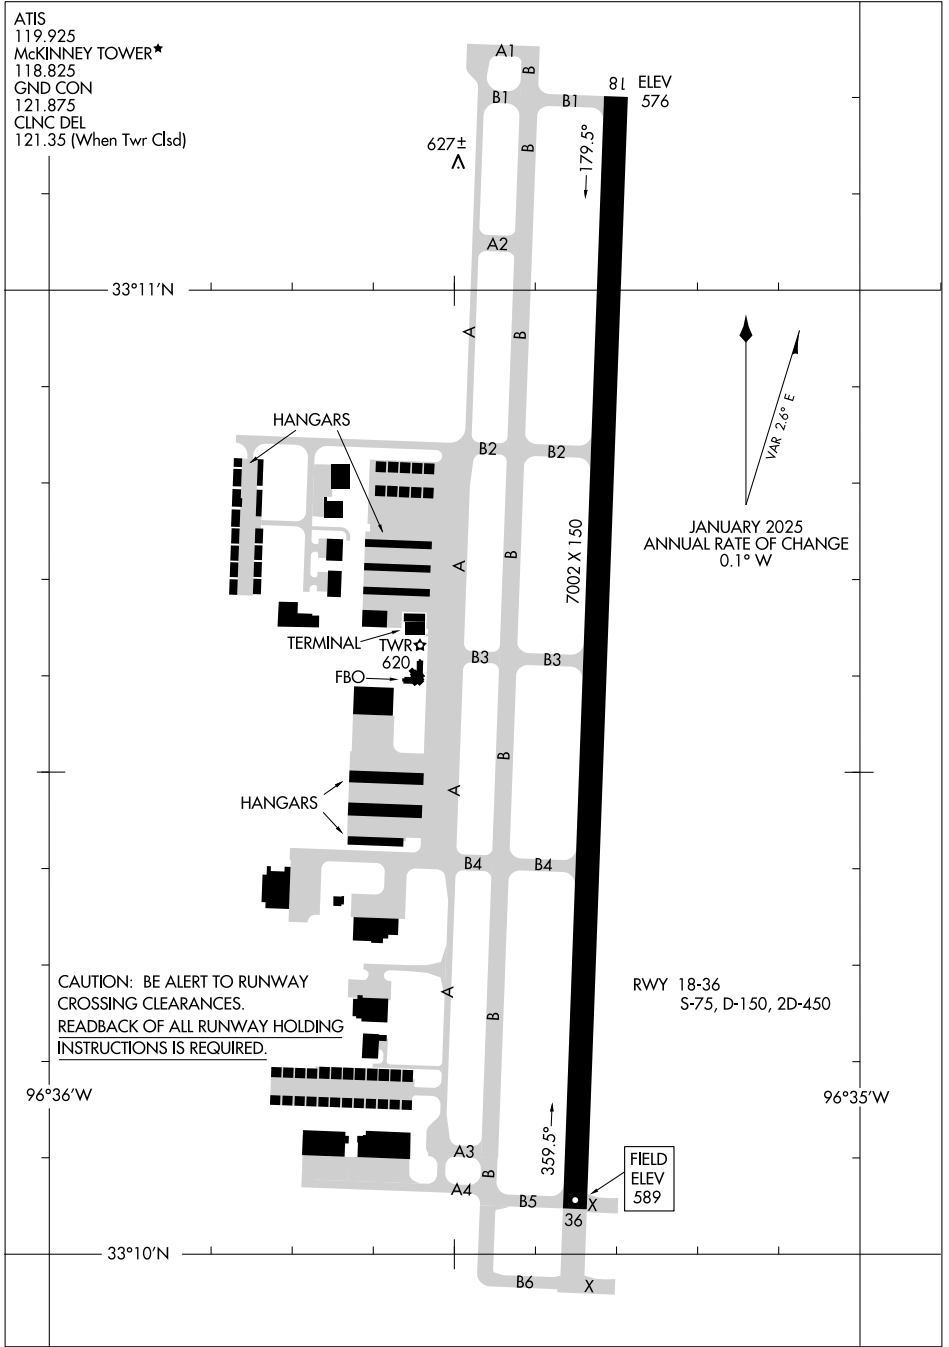 ATIS
119.925
McKINNEY TOWER★
118.825
GND CON
121.875
CLNC DEL
121.35 (When Twr Clsd)
A1
B
B1
B1
18
ELEV
576
627±
B
179.5°
A2
33°11'N
A
B
VAR 2.6° E
HANGARS
B2
B2
JANUARY 2025
ANNUAL RATE OF CHANGE
0.1° W
A
B
7002 X 150
TERMINAL
TWR
620
B3
B3
FBO
B
A
HANGARS
B4
B4
CAUTION: BE ALERT TO RUNWAY
CROSSING CLEARANCES.
READBACK OF ALL RUNWAY HOLDING
INSTRUCTIONS IS REQUIRED.
A
B
RWY 18-36
S-75, D-150, 2D-450
96°36'W
96°35'W
359.5°
A3
B
A4
B5
X
FIELD
ELEV
589
36
33°10'N
B6
X